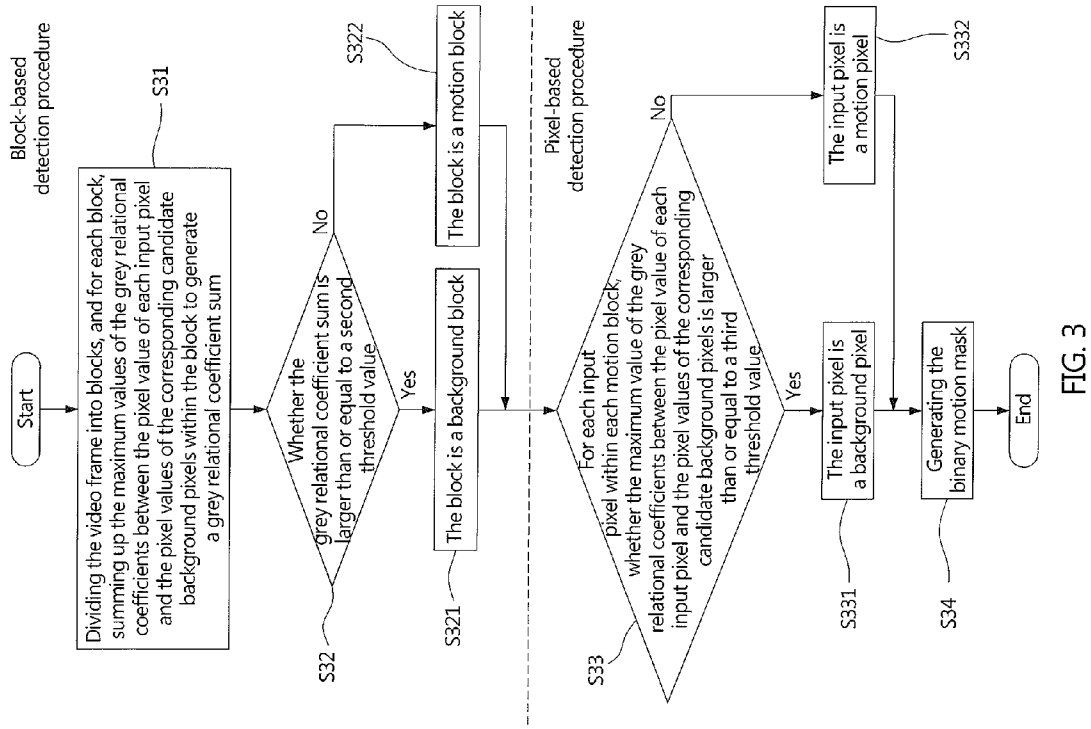 Start
Block-based
detection procedure
S31
Dividing the video frame into blocks, and for each block,
summing up the maximum values of the grey relational
coefficients between the pixel value of each input pixel
and the pixel values of the corresponding candidate
background pixels within the block to generate
a grey relational coefficient sum
S32
Whether the
grey relational coefficient sum is
larger than or equal to a second
threshold value
No
Yes
S322
S321
The block is a background block
The block is a motion block
Pixel-based
detection procedure
S33
For each input
pixel within each motion block,
whether the maximum value of the grey
relational coefficients between the pixel value of each
input pixel and the pixel values of the corresponding
candidate background pixels is larger
than or equal to a third
threshold value
No
Yes
S331
The input pixel is
a background pixel
The input pixel is
a motion pixel
S332
S34
Generating the
binary motion mask
End
FIG. 3